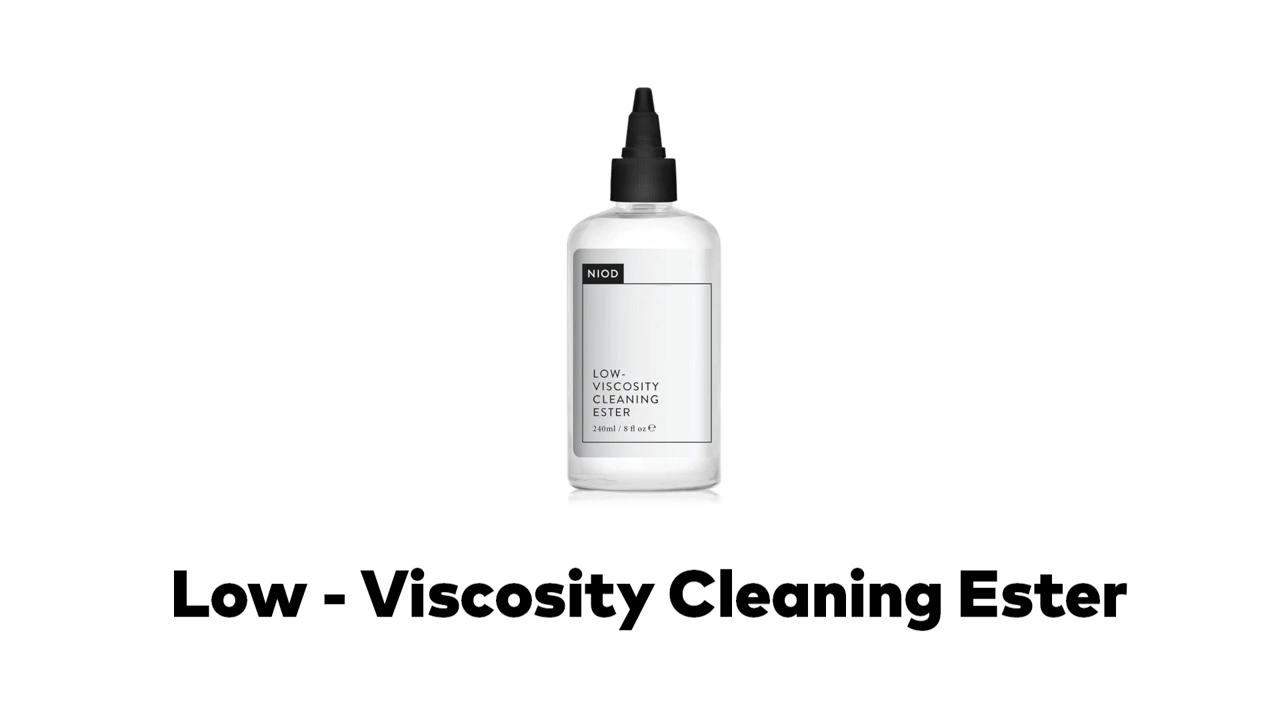 NIOD
LOW-
VISCOSITY
CLEANING
ESTER
240ml / 8 fl oz ℮
Low - Viscosity Cleaning Ester